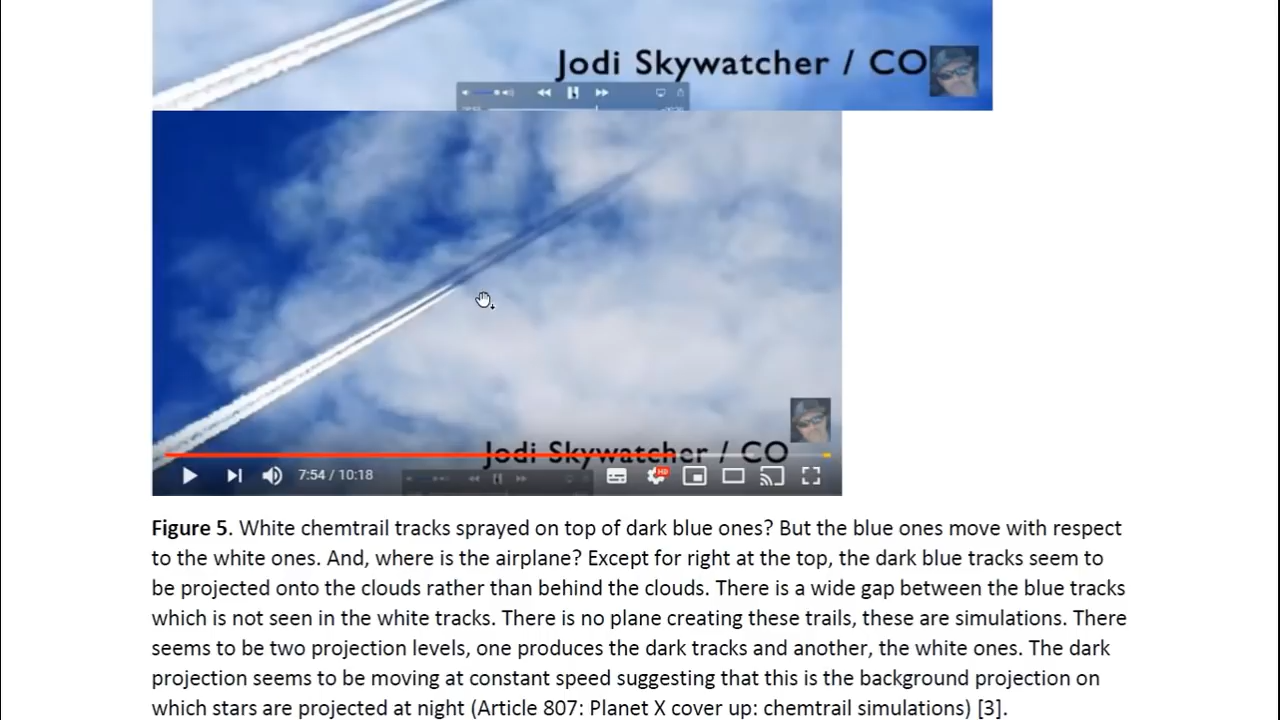 Jodi Skywatcher / CO
Jodi Skywatcher / CO
7:54 / 10:18
HD
Figure 5. White chemtrail tracks sprayed on top of dark blue ones? But the blue ones move with respect
to the white ones. And, where is the airplane? Except for right at the top, the dark blue tracks seem to
be projected onto the clouds rather than behind the clouds. There is a wide gap between the blue tracks
which is not seen in the white tracks. There is no plane creating these trails, these are simulations. There
seems to be two projection levels, one produces the dark tracks and another, the white ones. The dark
projection seems to be moving at constant speed suggesting that this is the background projection on
which stars are projected at night (Article 807: Planet X cover up: chemtrail simulations) [3].